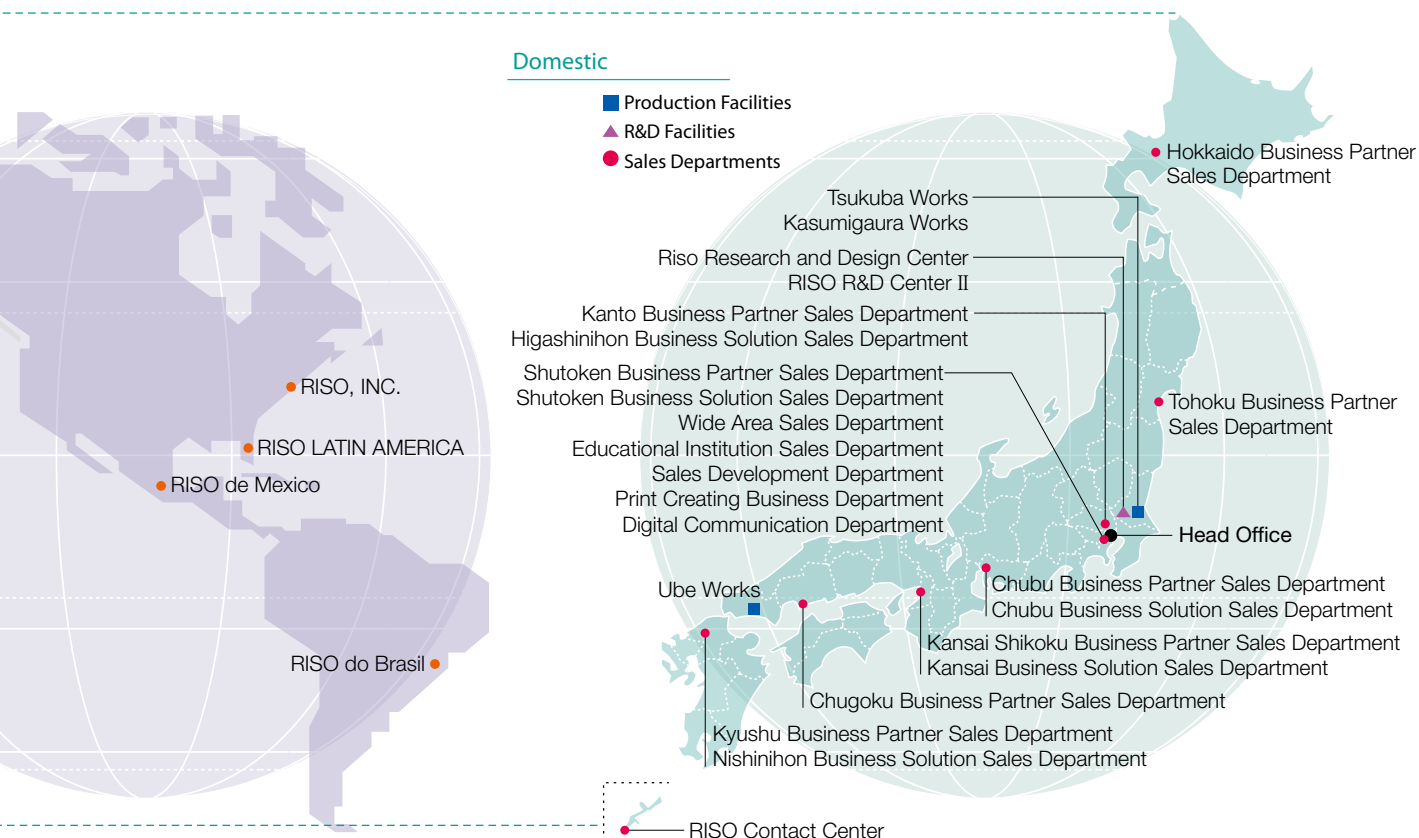 Domestic
Production Facilities
R&D Facilities
Sales Departments
Hokkaido Business Partner
Sales Department
Tsukuba Works
Kasumigaura Works
Riso Research and Design Center
RISO R&D Center II
Kanto Business Partner Sales Department
Higashinihon Business Solution Sales Department
Shutoken Business Partner Sales Department
Shutoken Business Solution Sales Department
Wide Area Sales Department
Educational Institution Sales Department
Sales Development Department
Print Creating Business Department
Digital Communication Department
Tohoku Business Partner
Sales Department
Head Office
Ube Works
Chubu Business Partner Sales Department
Chubu Business Solution Sales Department
Kansai Shikoku Business Partner Sales Department
Kansai Business Solution Sales Department
Chugoku Business Partner Sales Department
Kyushu Business Partner Sales Department
Nishinihon Business Solution Sales Department
RISO Contact Center
RISO, INC.
RISO LATIN AMERICA
RISO de Mexico
RISO do Brasil